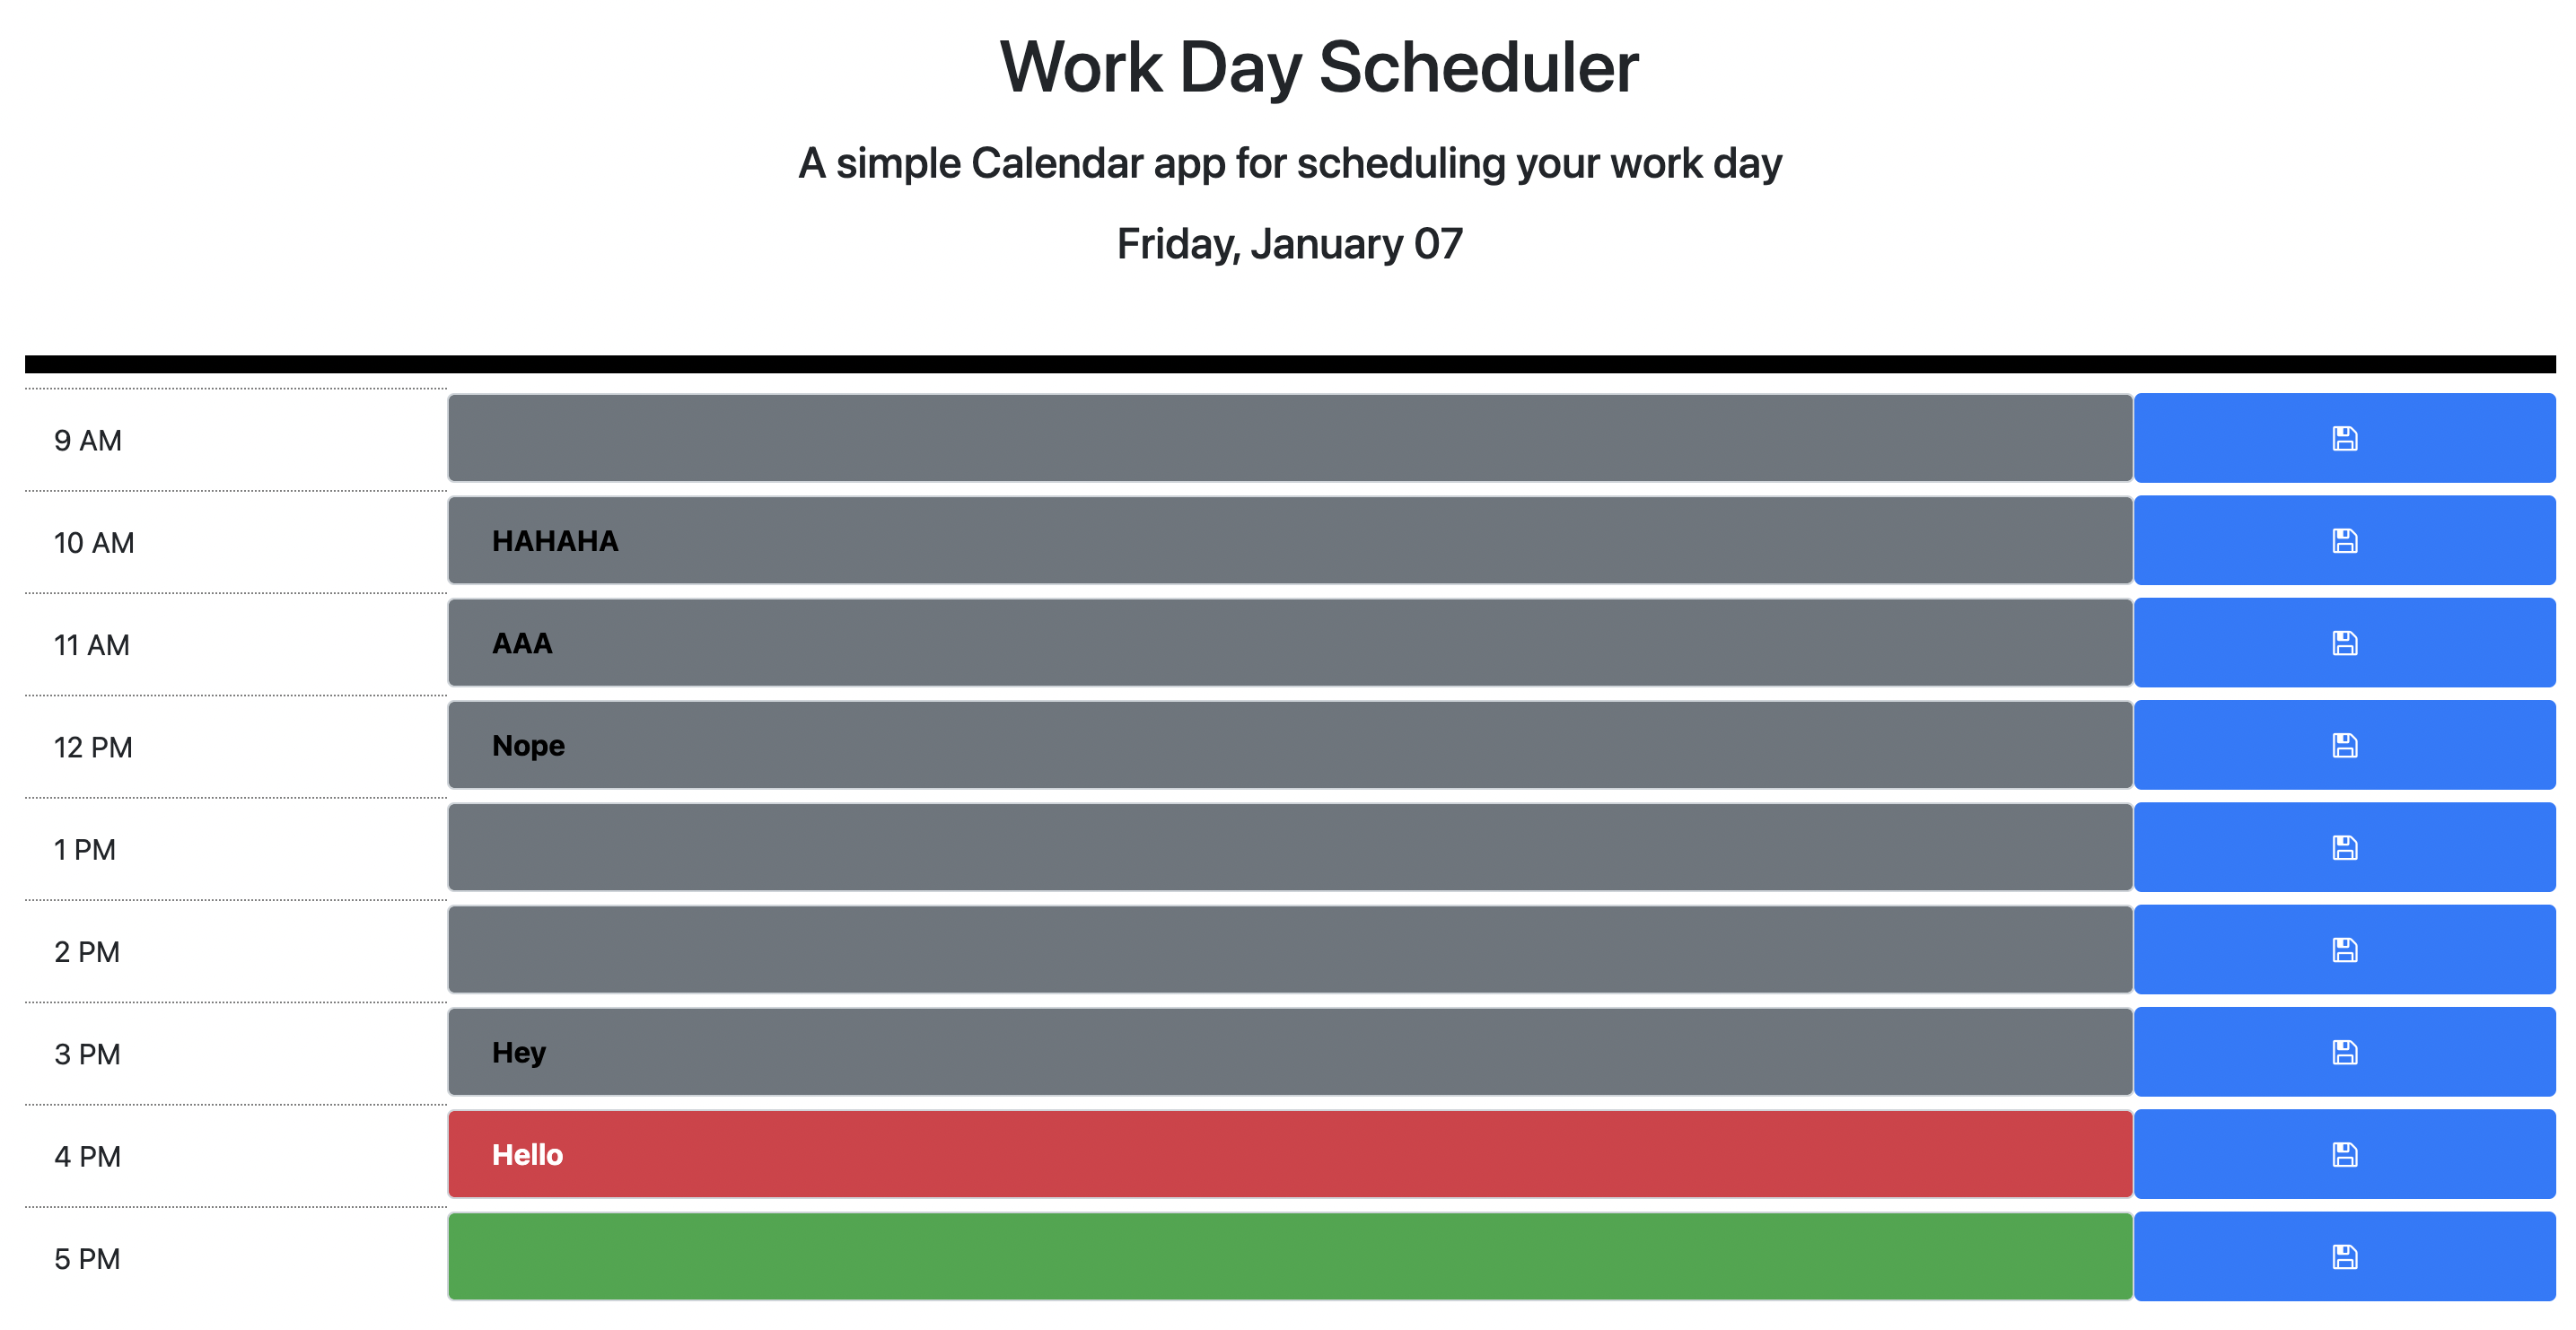 Work Day Scheduler
A simple Calendar app for scheduling your work day
Friday, January 07
9 AM
10 AM HAHAHA
11 AM AAA
12 PM Nope
1 PM
2 PM
3 PM Hey
4 PM Hello
5 PM